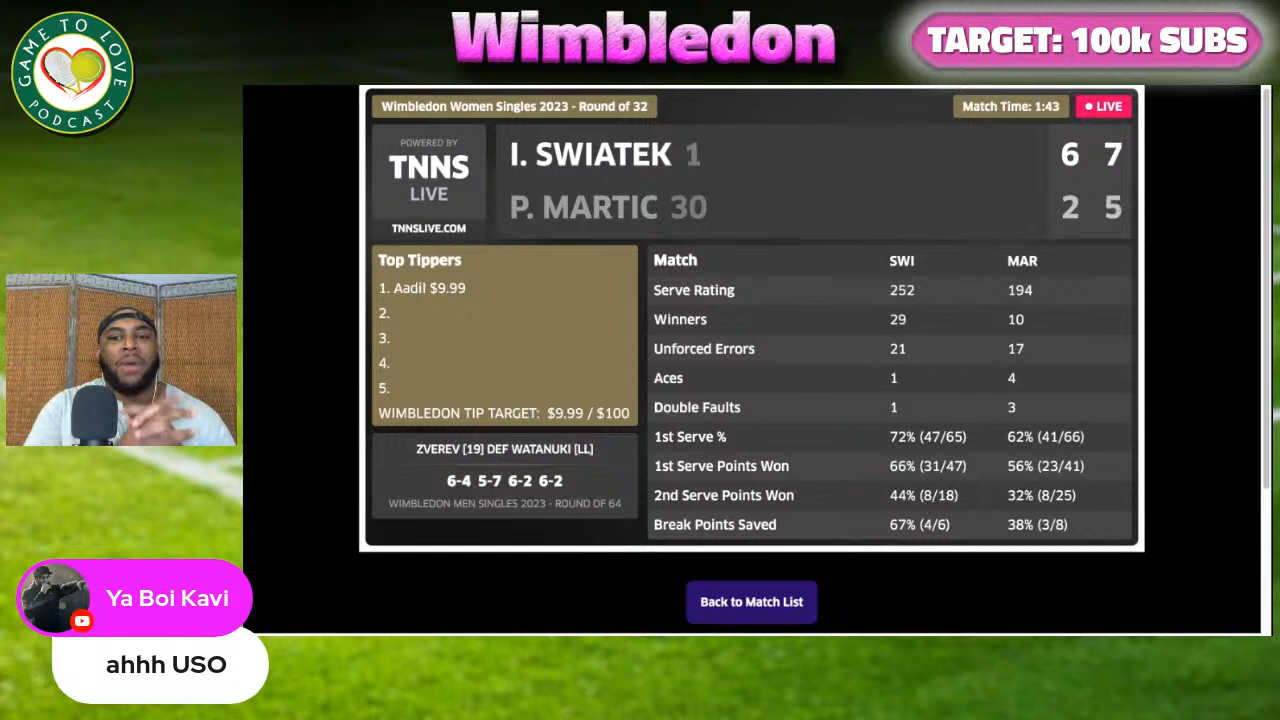 GAME TO LOVE
PODCAST
Wimbledon
TARGET: 100k SUBS
Wimbledon Women Singles 2023 - Round of 32
Match Time: 1:43
LIVE
POWERED BY
TNNS
LIVE
TNNSLIVE.COM
I. SWIATEK 1 6 7
P. MARTIC 30 2 5
Top Tippers
1. Aadil $9.99
2.
3.
4.
5.
WIMBLEDON TIP TARGET: $9.99 / $100
ZVEREV [19] DEF WATANUKI [LL]
6-4 5-7 6-2 6-2
WIMBLEDON MEN SINGLES 2023 - ROUND OF 64
Match SWI MAR
Serve Rating 252 194
Winners 29 10
Unforced Errors 21 17
Aces 1 4
Double Faults 1 3
1st Serve % 72% (47/65) 62% (41/66)
1st Serve Points Won 66% (31/47) 56% (23/41)
2nd Serve Points Won 44% (8/18) 32% (8/25)
Break Points Saved 67% (4/6) 38% (3/8)
Back to Match List
Ya Boi Kavi
ahhh USO